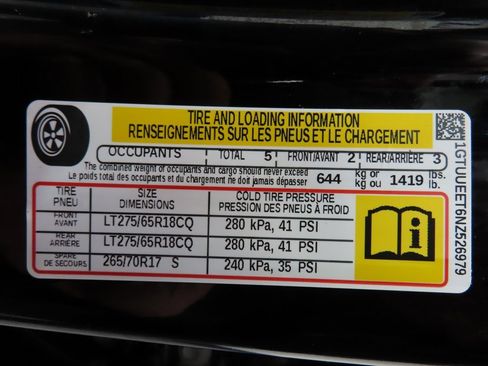 TIRE AND LOADING INFORMATION
RENSEIGNEMENTS SUR LES PNEUS ET LE CHARGEMENT
OCCUPANTS TOTAL 5 FRONT/AVANT 2 REAR/ARRIÈRE 3
The combined weight of occupants and cargo should never exceed
Le poids total des occupants et du chargement ne doit jamais dépasser 644 kg or kg ou 1419 lbs. lb.
TIRE PNEU SIZE DIMENSIONS COLD TIRE PRESSURE PRESSION DES PNEUS À FROID
FRONT AVANT LT275/65R18CQ 280 kPa, 41 PSI
REAR ARRIÈRE LT275/65R18CQ 280 kPa, 41 PSI
SPARE DE SECOURS 265/70R17 S 240 kPa, 35 PSI
1GTUUEET6NZ528979